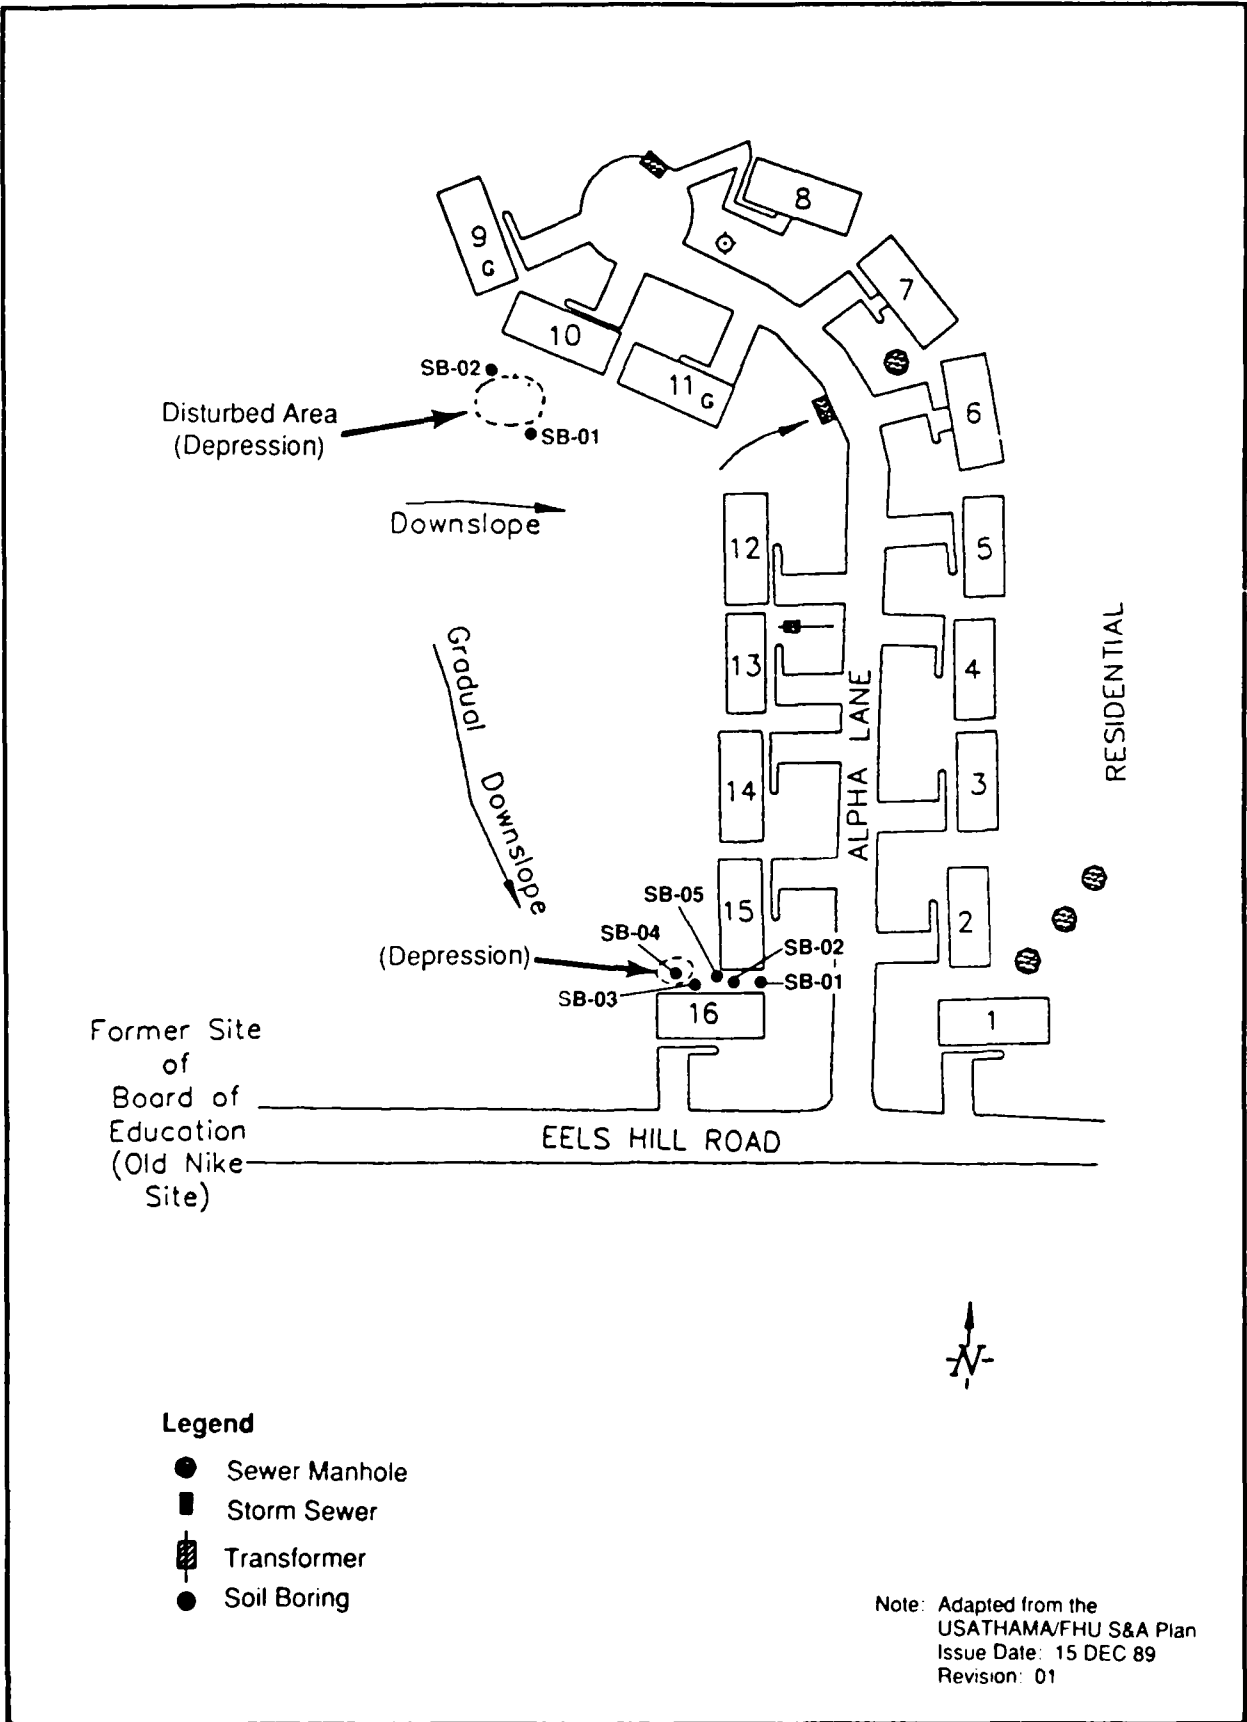 8
9
G
7
10
SB-02
11
G
6
Disturbed Area
(Depression)
SB-01
Downslope
12
5
Gradual Downslope
13
4
RESIDENTIAL
ALPHA LANE
14
3
15
2
SB-05
SB-04
SB-02
(Depression)
SB-03
SB-01
16
1
Former Site
of
Board of
Education
(Old Nike
Site)
EELS HILL ROAD
N
Legend
Sewer Manhole
Storm Sewer
Transformer
Soil Boring
Note: Adapted from the
USATHAMA/FHU S&A Plan
Issue Date: 15 DEC 89
Revision: 01